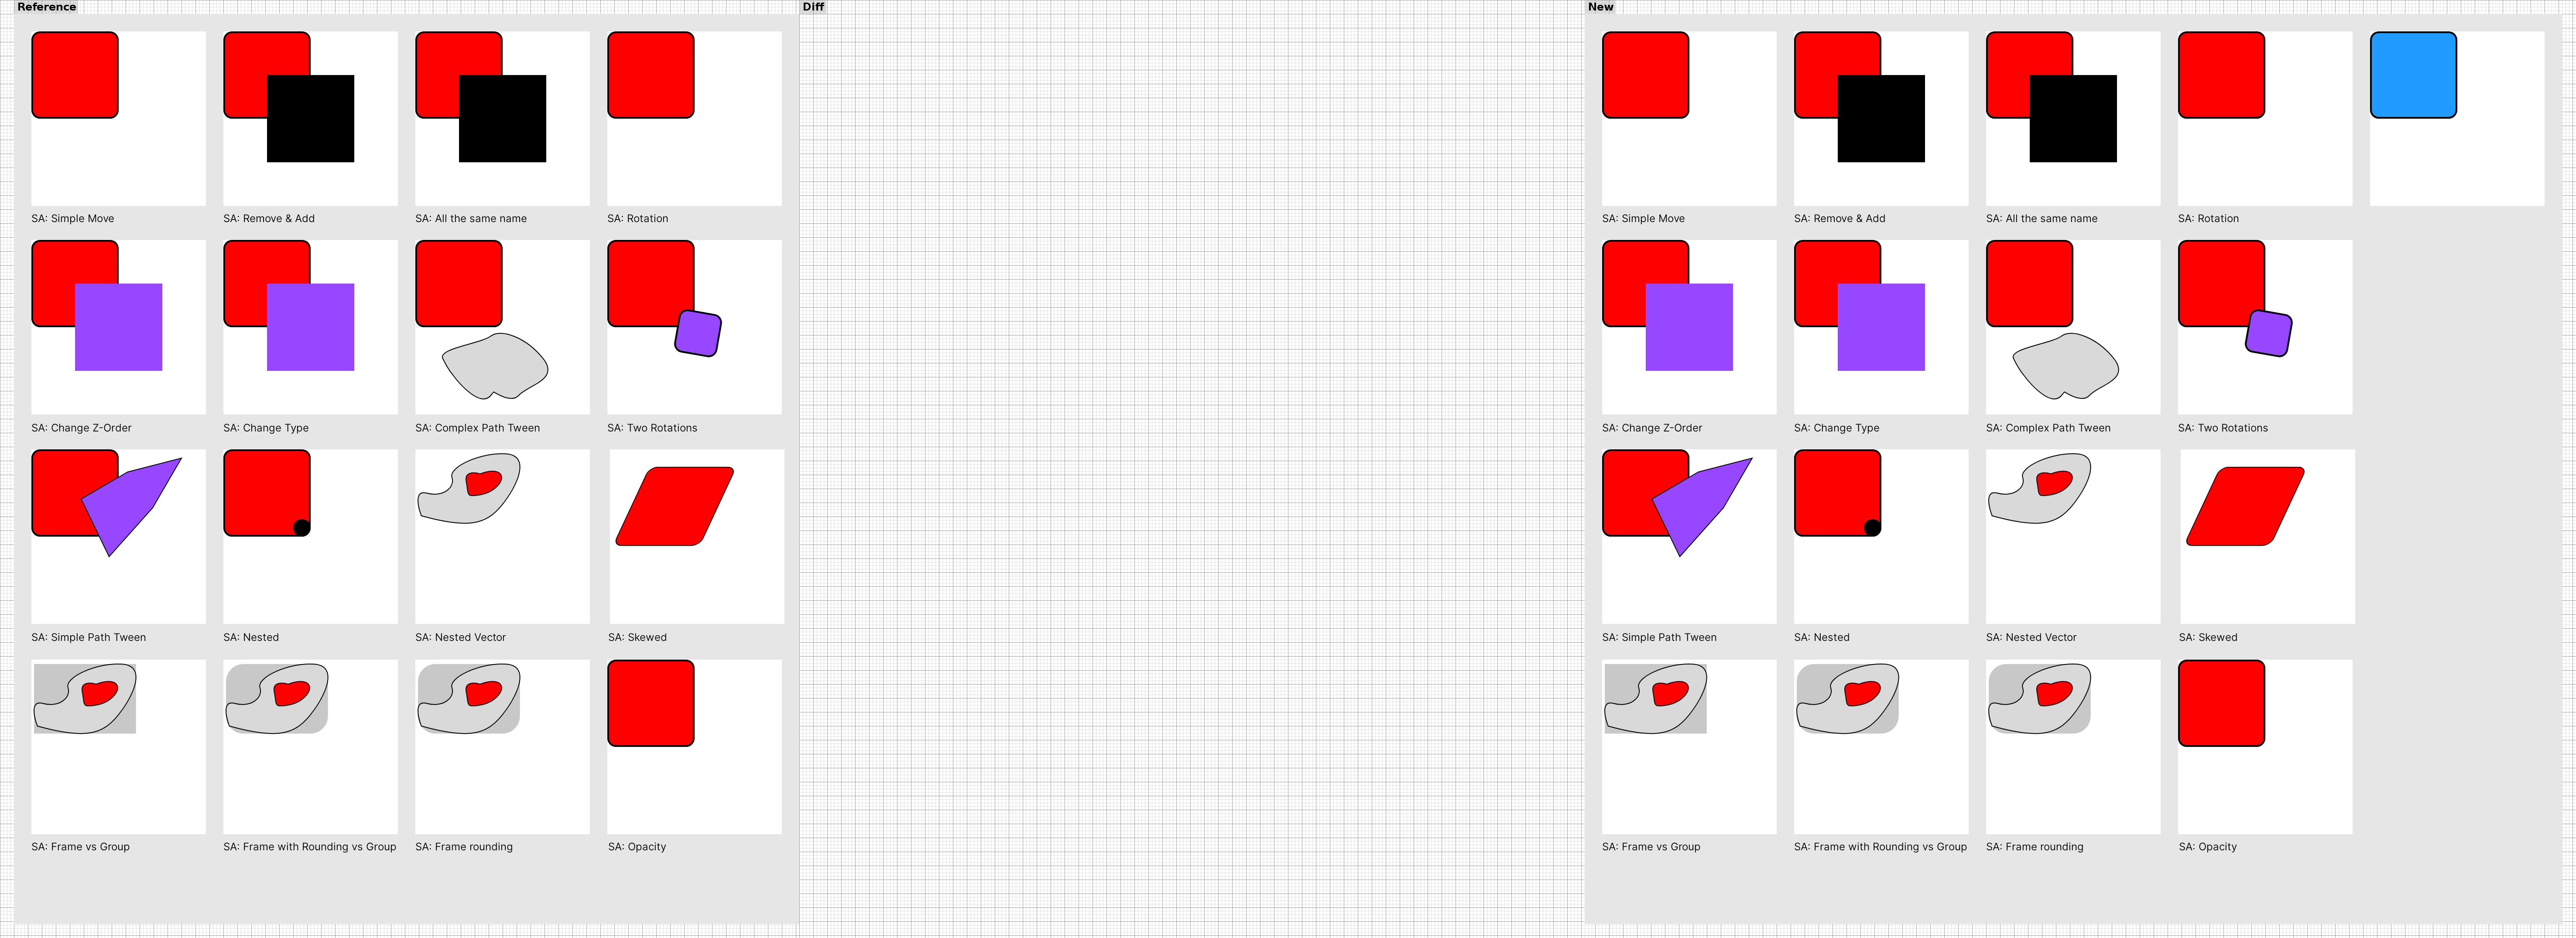 Reference
Diff
New
SA: Simple Move
SA: Remove & Add
SA: All the same name
SA: Rotation
SA: Change Z-Order
SA: Change Type
SA: Complex Path Tween
SA: Two Rotations
SA: Simple Path Tween
SA: Nested
SA: Nested Vector
SA: Skewed
SA: Frame vs Group
SA: Frame with Rounding vs Group
SA: Frame rounding
SA: Opacity
SA: Simple Move
SA: Remove & Add
SA: All the same name
SA: Rotation
SA: Change Z-Order
SA: Change Type
SA: Complex Path Tween
SA: Two Rotations
SA: Simple Path Tween
SA: Nested
SA: Nested Vector
SA: Skewed
SA: Frame vs Group
SA: Frame with Rounding vs Group
SA: Frame rounding
SA: Opacity